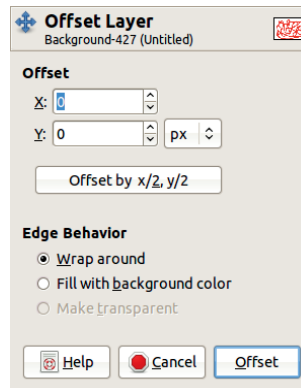 Offset Layer
Background-427 (Untitled)
Offset
X: 0
Y: 0 px
Offset by x/2, y/2
Edge Behavior
Wrap around
Fill with background color
Make transparent
Help Cancel Offset